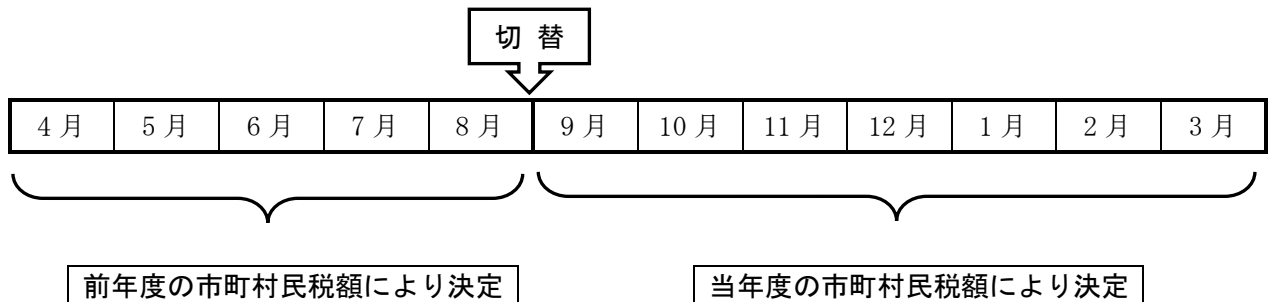 切 替
4月 5月 6月 7月 8月 9月 10月 11月 12月 1月 2月 3月
前年度の市町村民税額により決定 当年度の市町村民税額により決定